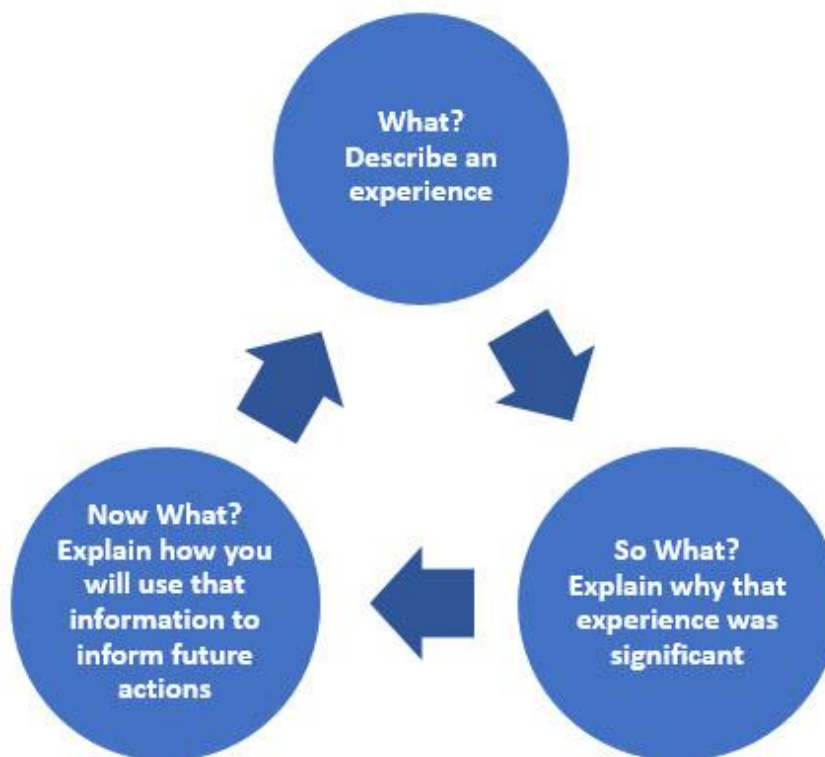 What?
Describe an
experience
So What?
Explain why that
experience was
significant
Now What?
Explain how you
will use that
information to
inform future
actions